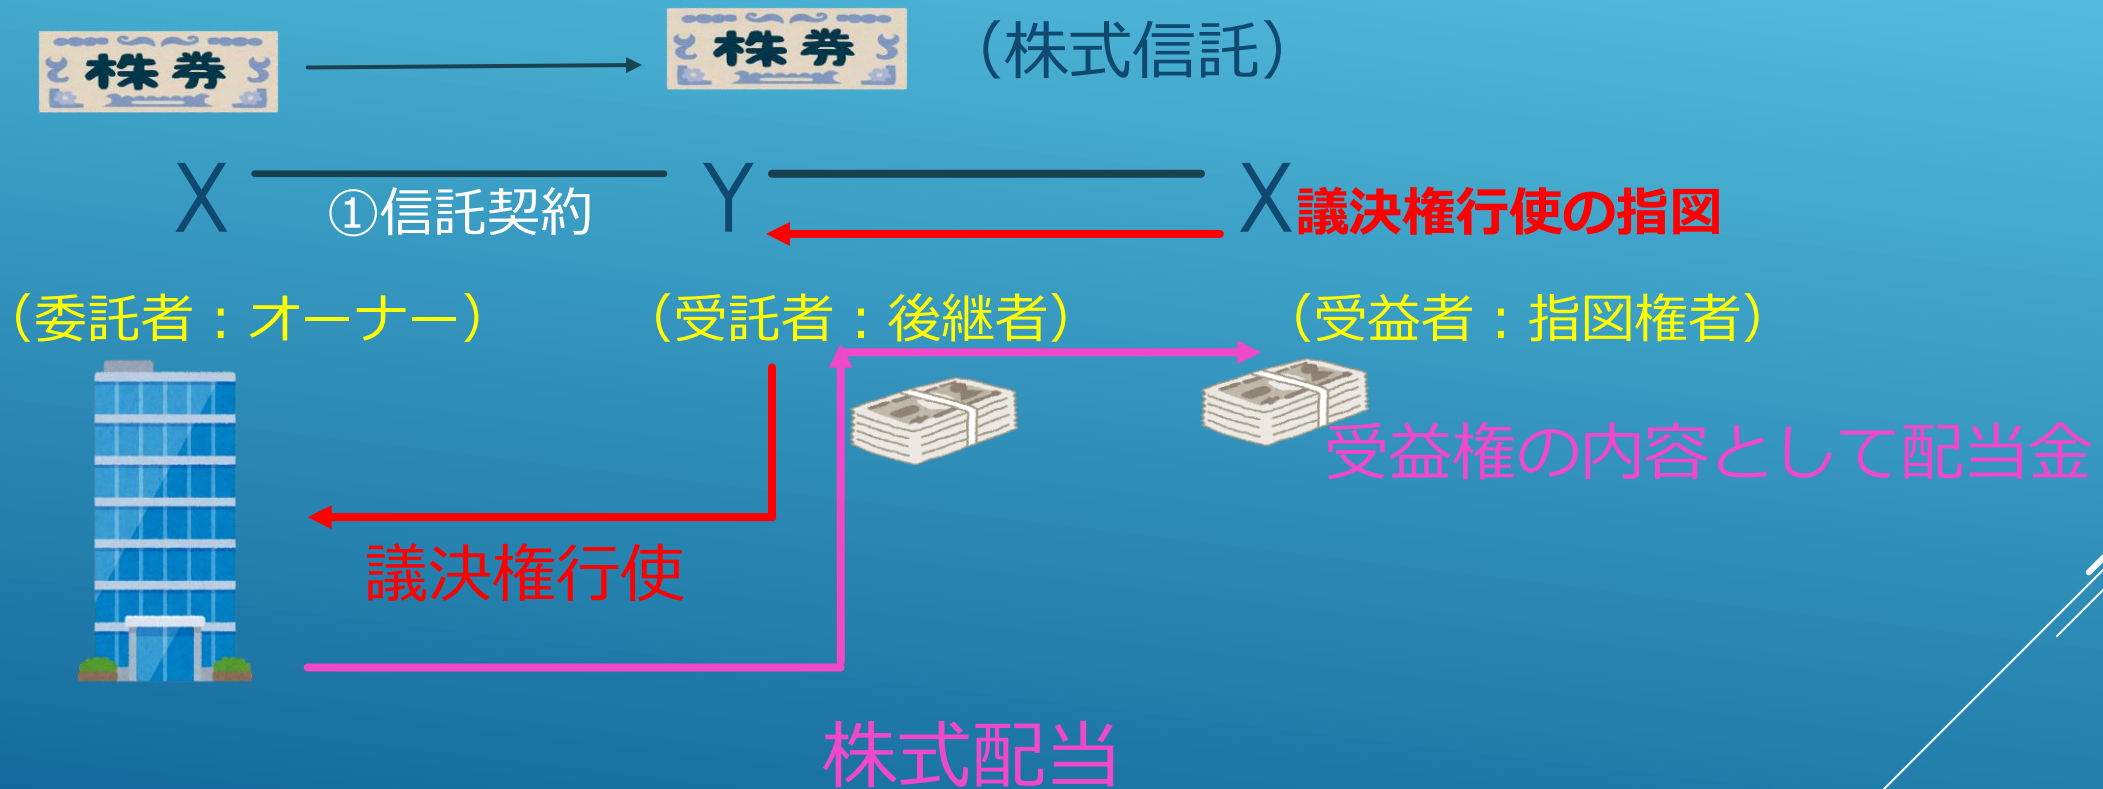 株券
株券
（株式信託）
X
①信託契約
Y
X
議決権行使の指図
（委託者：オーナー）
（受託者：後継者）
（受益者：指図権者）
受益権の内容として配当金
議決権行使
株式配当